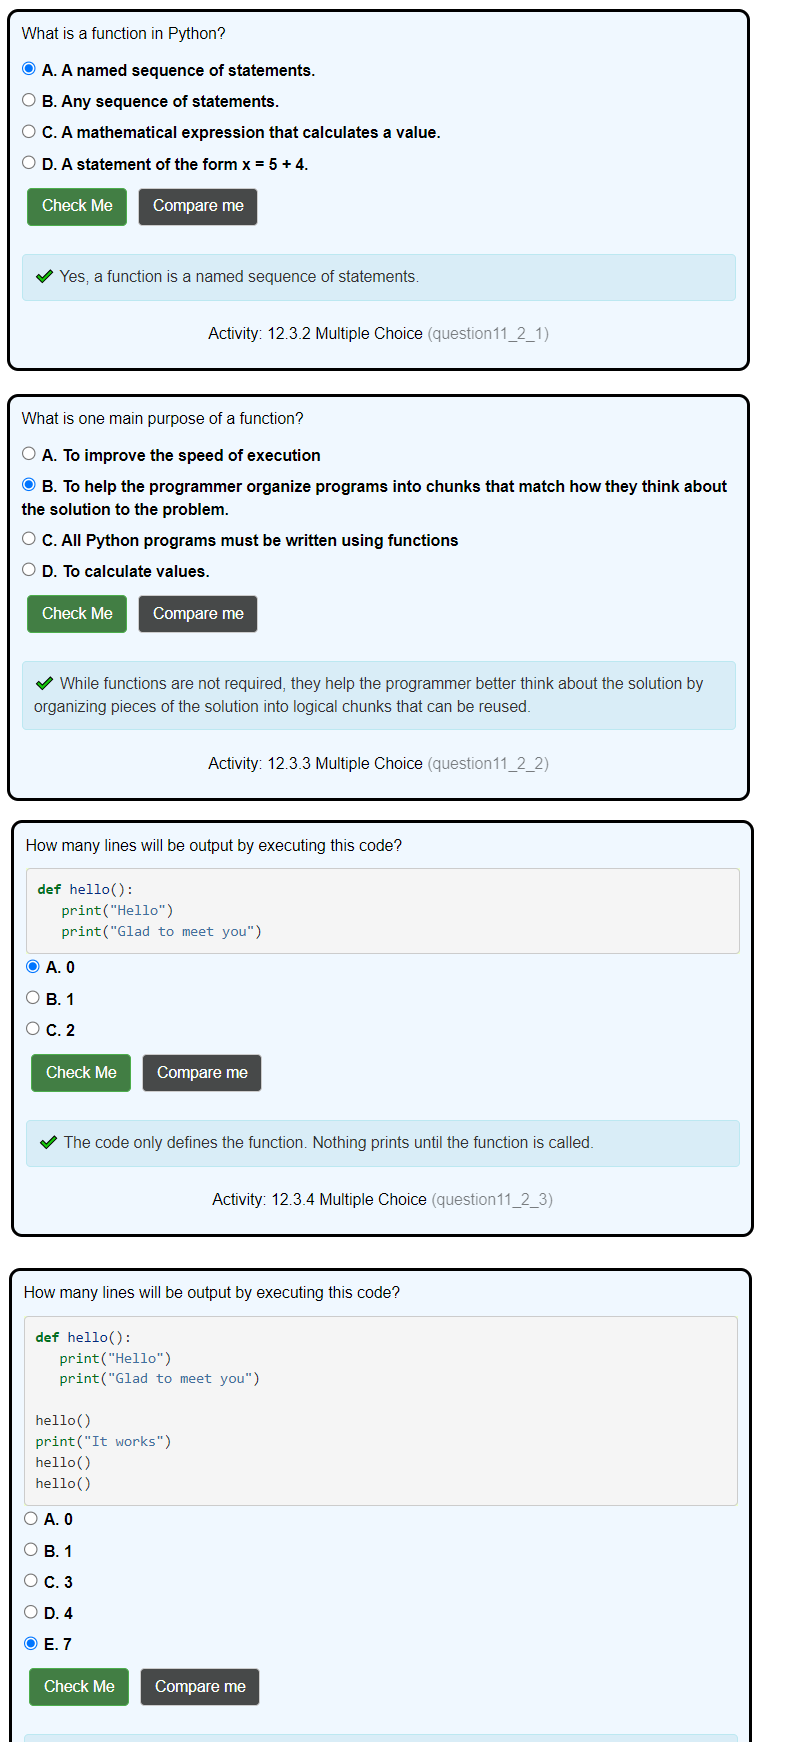 What is a function in Python?
A. A named sequence of statements.
B. Any sequence of statements.
C. A mathematical expression that calculates a value.
D. A statement of the form x = 5 + 4.
Check Me Compare me
Yes, a function is a named sequence of statements.
Activity: 12.3.2 Multiple Choice (question11_2_1)
What is one main purpose of a function?
A. To improve the speed of execution
B. To help the programmer organize programs into chunks that match how they think about
the solution to the problem.
C. All Python programs must be written using functions
D. To calculate values.
Check Me Compare me
While functions are not required, they help the programmer better think about the solution by
organizing pieces of the solution into logical chunks that can be reused.
Activity: 12.3.3 Multiple Choice (question11_2_2)
How many lines will be output by executing this code?
def hello():
   print("Hello")
   print("Glad to meet you")
A. 0
B. 1
C. 2
Check Me Compare me
The code only defines the function. Nothing prints until the function is called.
Activity: 12.3.4 Multiple Choice (question11_2_3)
How many lines will be output by executing this code?
def hello():
   print("Hello")
   print("Glad to meet you")
hello()
print("It works")
hello()
hello()
A. 0
B. 1
C. 3
D. 4
E. 7
Check Me Compare me